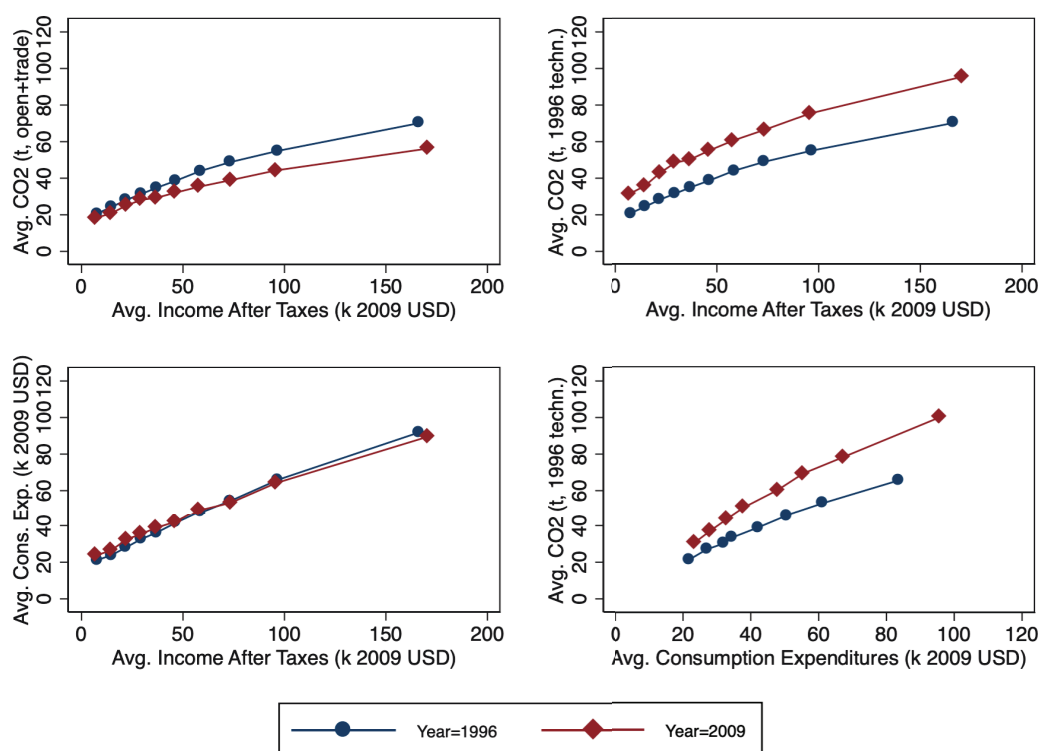 Avg. CO2 (t, open+trade)
0 20 40 60 80 100 120
0 50 100 150 200
Avg. Income After Taxes (k 2009 USD)
Avg. CO2 (t, 1996 techn.)
0 20 40 60 80 100 120
0 50 100 150 200
Avg. Income After Taxes (k 2009 USD)
Avg. Cons. Exp. (k 2009 USD)
0 20 40 60 80 100 120
0 50 100 150 200
Avg. Income After Taxes (k 2009 USD)
Avg. CO2 (t, 1996 techn.)
0 20 40 60 80 100 120
0 20 40 60 80 100 120
Avg. Consumption Expenditures (k 2009 USD)
Year=1996 Year=2009